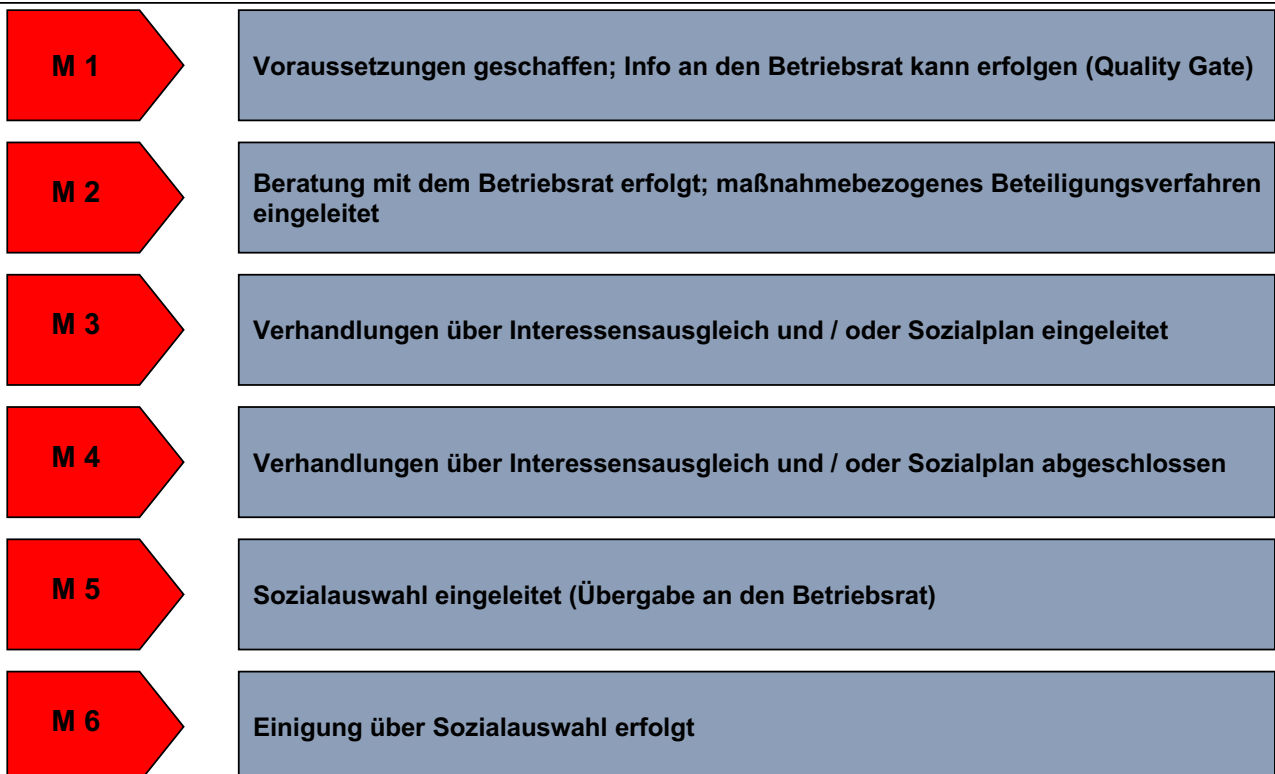 M 1
Voraussetzungen geschaffen; Info an den Betriebsrat kann erfolgen (Quality Gate)
M 2
Beratung mit dem Betriebsrat erfolgt; maßnahmebezogenes Beteiligungsverfahren
eingeleitet
M 3
Verhandlungen über Interessensausgleich und / oder Sozialplan eingeleitet
M 4
Verhandlungen über Interessensausgleich und / oder Sozialplan abgeschlossen
M 5
Sozialauswahl eingeleitet (Übergabe an den Betriebsrat)
M 6
Einigung über Sozialauswahl erfolgt